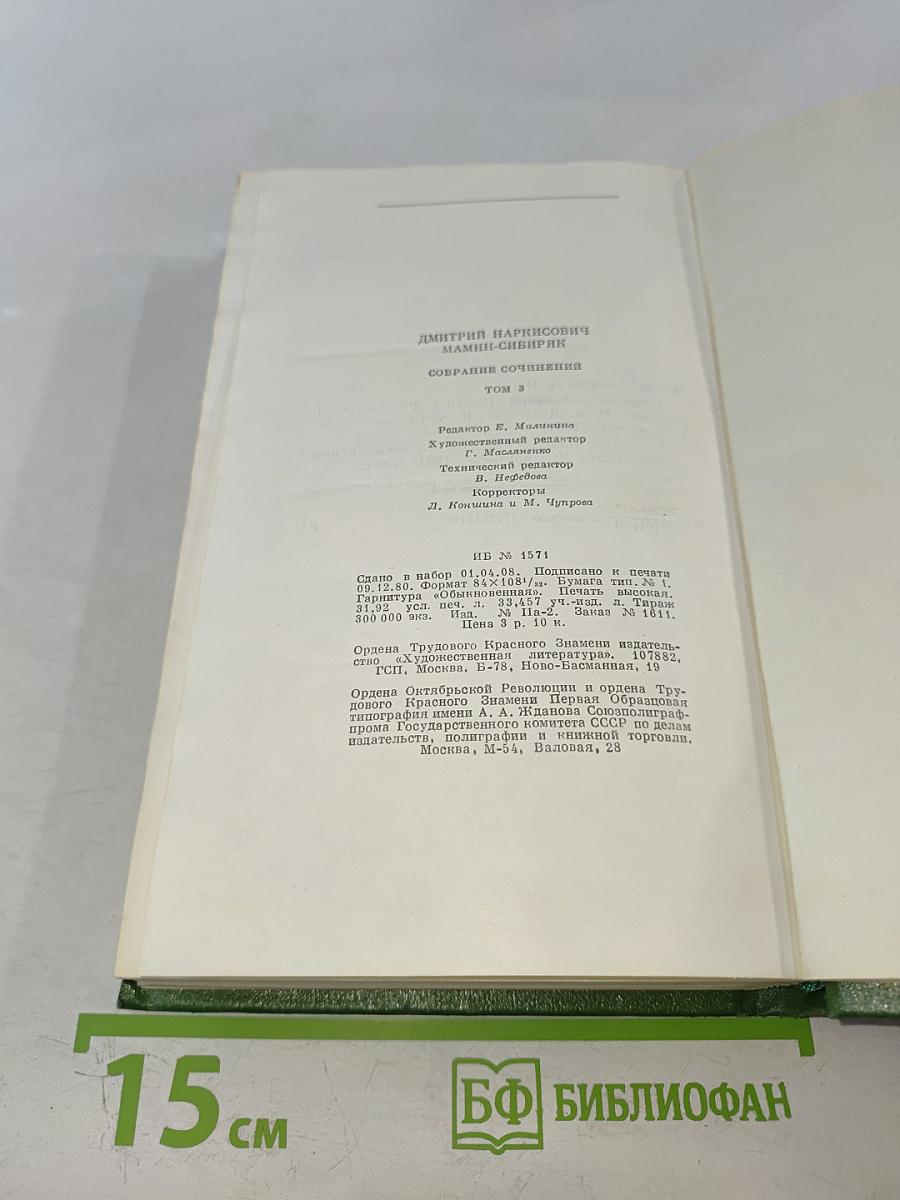 ДМИТРИЙ НАРКИСОВИЧ
МАМИН-СИБИРЯК
СОБРАНИЕ СОЧИНЕНИЙ
ТОМ 3
Редактор Е. Малинина
Художественный редактор
Г. Масляненко
Технический редактор
В. Нефедова
Корректоры
Л. Коншина и М. Чупрова
ИБ № 1571
Сдано в набор 01.04.08. Подписано к печати
09.12.80. Формат 84×108¹/₃₂. Бумага тип. № 1.
Гарнитура «Обыкновенная». Печать высокая.
31,92 усл. печ. л. 33,457 уч.-изд. л. Тираж
300 000 экз. Изд. № IIа-2. Заказ № 1611.
Цена 3 р. 10 к.
Ордена Трудового Красного Знамени издатель-
ство «Художественная литература». 107882,
ГСП, Москва, Б-78, Ново-Басманная, 19
Ордена Октябрьской Революции и ордена Тру-
дового Красного Знамени Первая Образцовая
типография имени А. А. Жданова Союзполиграф-
прома Государственного комитета СССР по делам
издательств, полиграфии и книжной торговли.
Москва, М-54, Валовая, 28
15 см
БФ БИБЛИОФАН